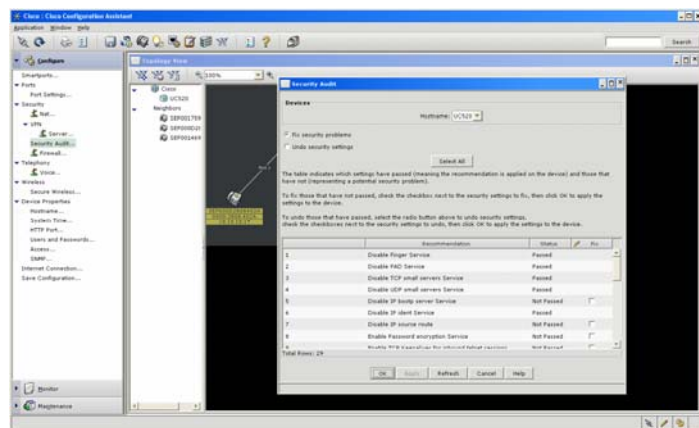 Cisco : Cisco Configuration Assistant
Application Window Help
Search
Configure
Smartports...
Ports
Port Settings...
Security
Nat...
VPN
Server...
Security Audit...
Firewall...
Telephony
Voice...
Wireless
Secure Wireless...
Device Properties
Hostname...
System Time...
HTTP Port...
Users and Passwords...
Access...
SNMP...
Internet Connection...
Save Configuration...
Monitor
Maintenance
Topology View
100%
Cisco
UC520
Neighbors
Security Audit
Devices
Hostname: UC520
Fix security problems
Undo security settings
Select All
The table indicates which settings have passed (meaning the recommendation is applied on the device) and those that
have not (representing a potential security problem).
To fix those that have not passed, check the checkbox next to the security settings to fix, then click OK to apply the
settings to the device.
To undo those that have passed, select the radio button above to undo security settings,
check the checkboxes next to the security settings to undo, then click OK to apply the settings to the device.
Recommendation Status Fix
1 Disable Finger Service Passed
2 Disable PAD Service Passed
3 Disable TCP small servers Service Passed
4 Disable UDP small servers Service Passed
5 Disable IP bootp server Service Not Passed
6 Disable IP ident Service Passed
7 Disable IP source route Not Passed
8 Enable Password encryption Service Not Passed
9 Enable TCP Keepalives for inbound telnet sessions Not Passed
Total Rows: 29
OK Apply Refresh Cancel Help